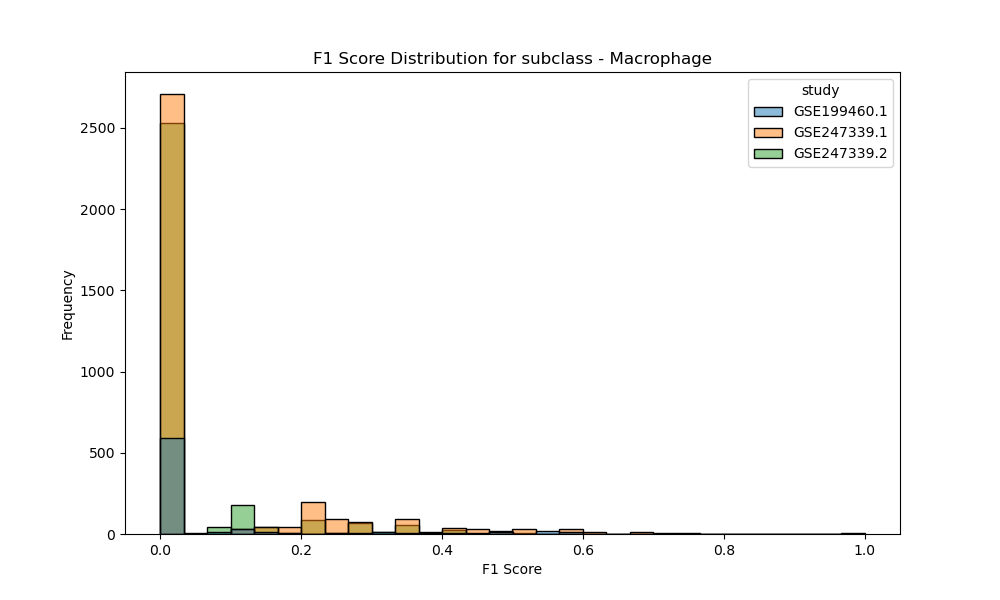 F1 Score Distribution for subclass - Macrophage
study
GSE199460.1
GSE247339.1
GSE247339.2
Frequency
2500
2000
1500
1000
500
0
0.0 0.2 0.4 0.6 0.8 1.0
F1 Score